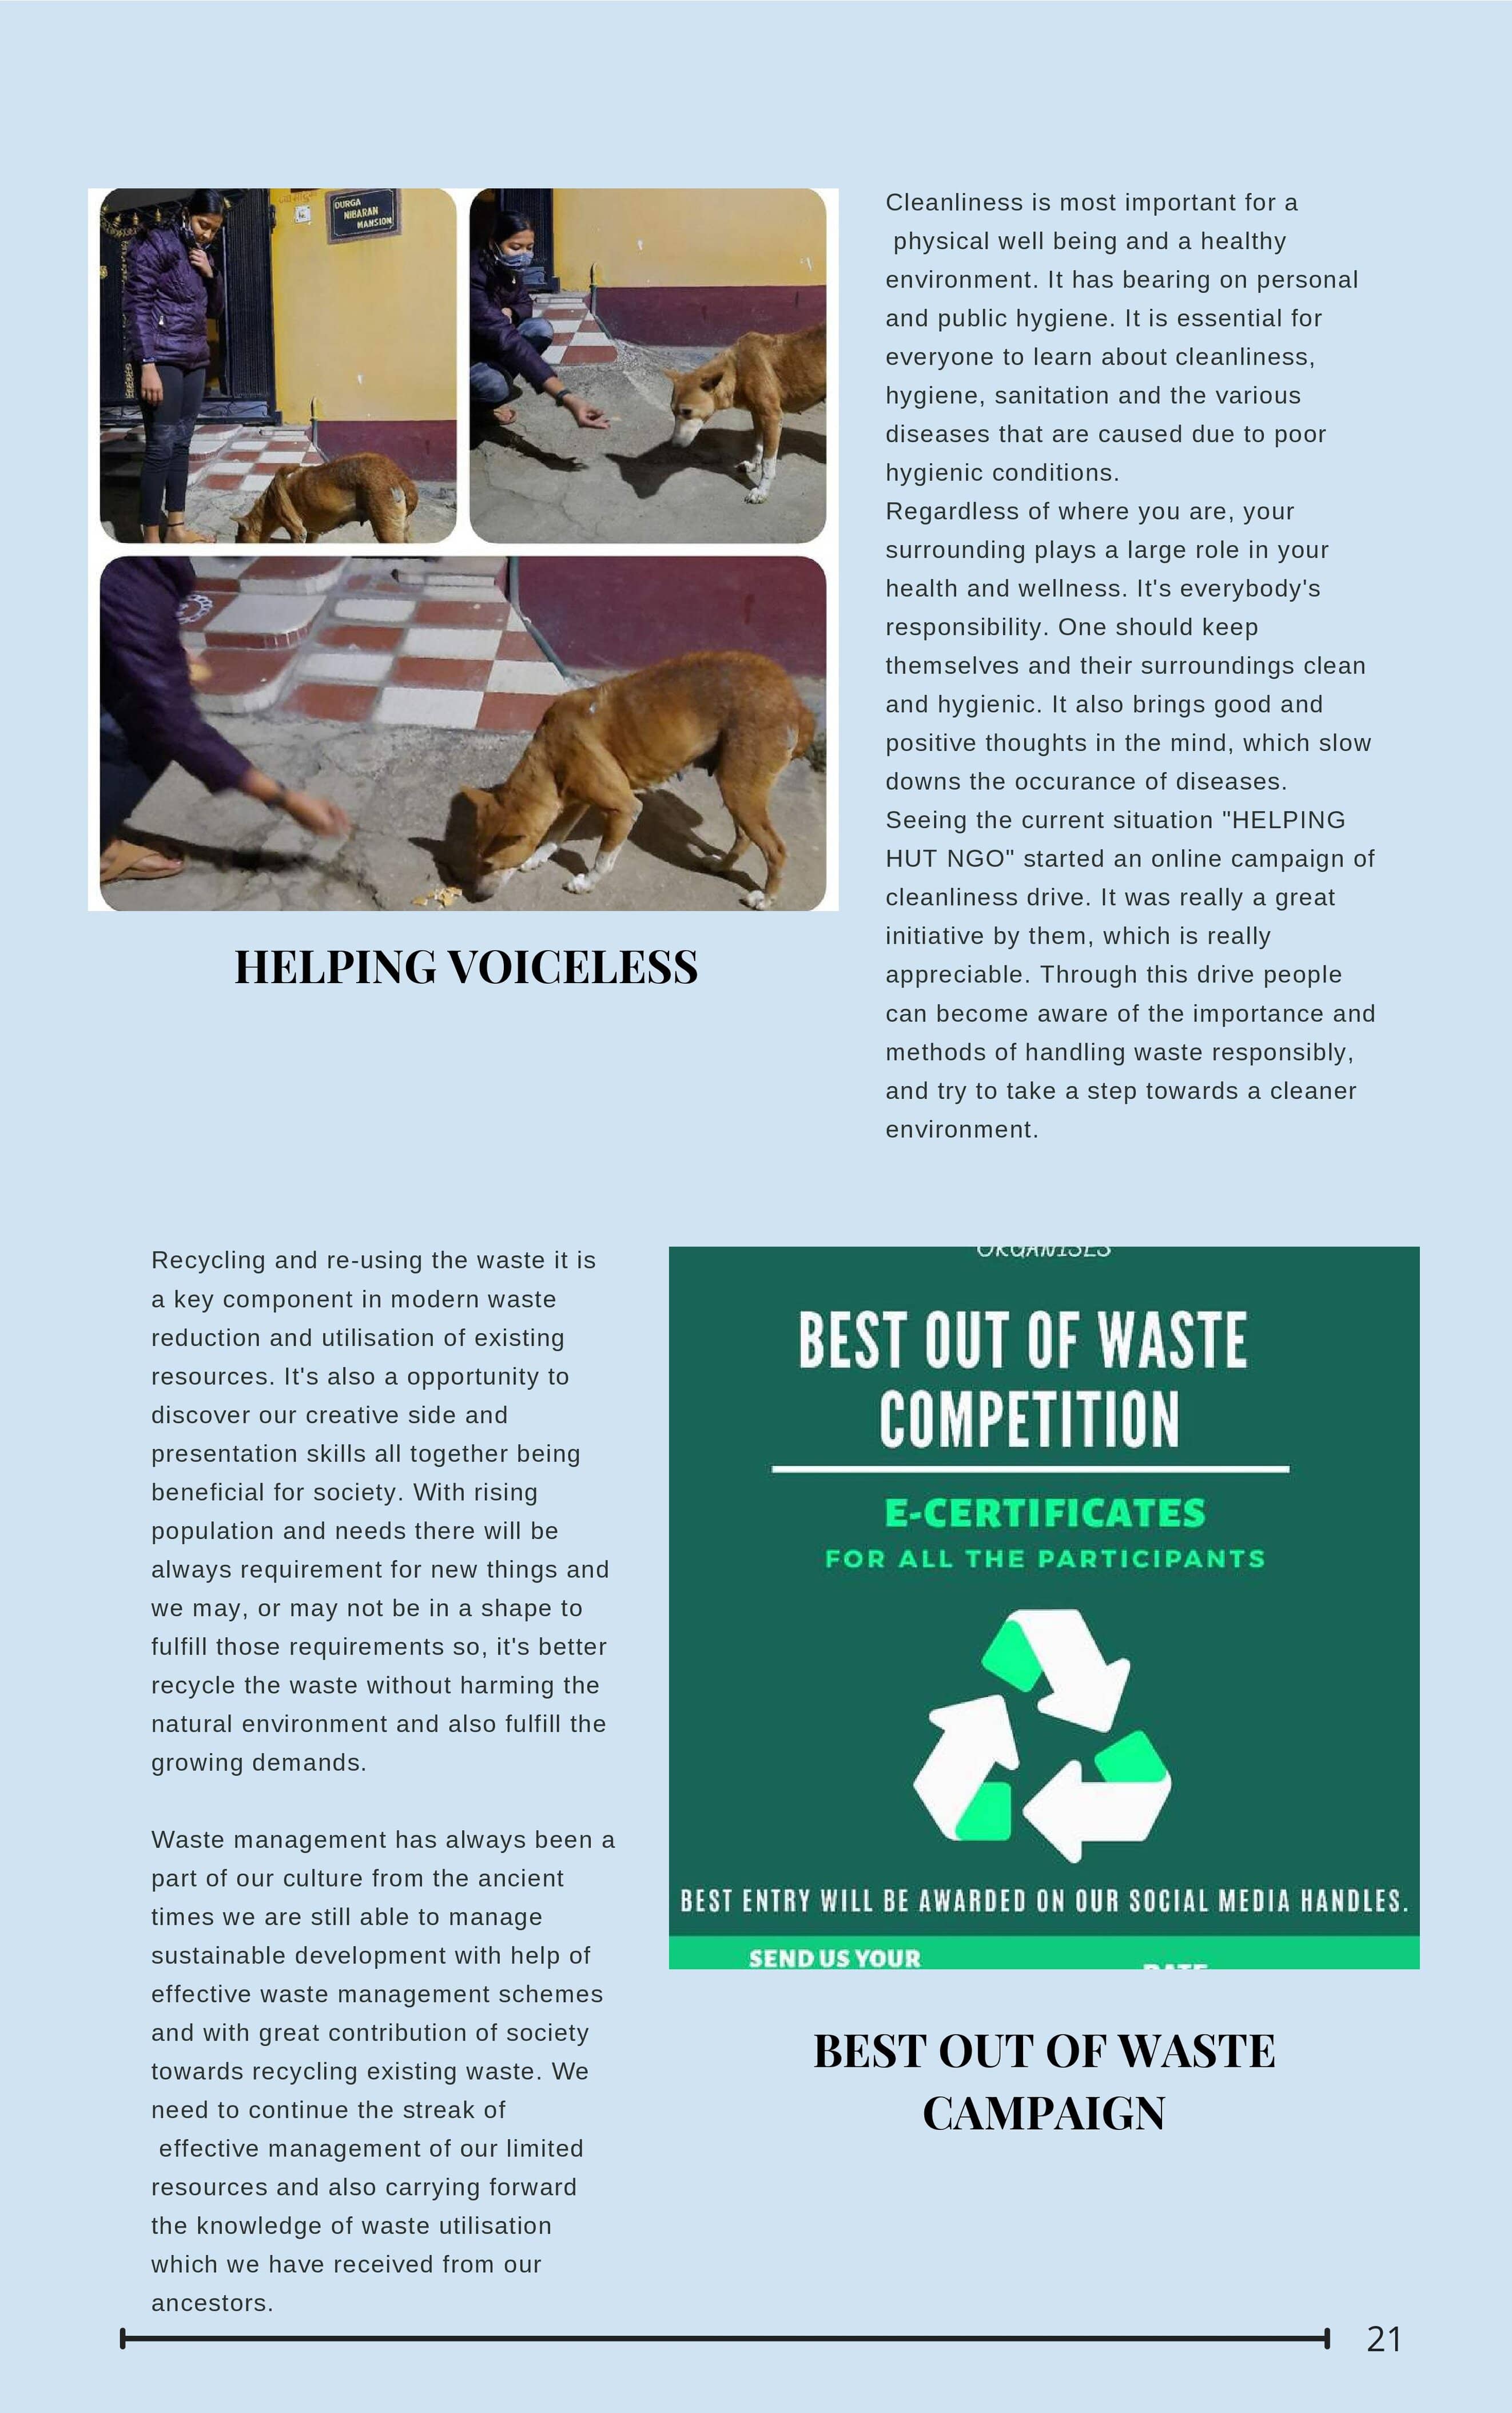 DURGA
NIBARAN
MANSION
HELPING VOICELESS
Cleanliness is most important for a
physical well being and a healthy
environment. It has bearing on personal
and public hygiene. It is essential for
everyone to learn about cleanliness,
hygiene, sanitation and the various
diseases that are caused due to poor
hygienic conditions.
Regardless of where you are, your
surrounding plays a large role in your
health and wellness. It's everybody's
responsibility. One should keep
themselves and their surroundings clean
and hygienic. It also brings good and
positive thoughts in the mind, which slow
downs the occurance of diseases.
Seeing the current situation "HELPING
HUT NGO" started an online campaign of
cleanliness drive. It was really a great
initiative by them, which is really
appreciable. Through this drive people
can become aware of the importance and
methods of handling waste responsibly,
and try to take a step towards a cleaner
environment.
Recycling and re-using the waste it is
a key component in modern waste
reduction and utilisation of existing
resources. It's also a opportunity to
discover our creative side and
presentation skills all together being
beneficial for society. With rising
population and needs there will be
always requirement for new things and
we may, or may not be in a shape to
fulfill those requirements so, it's better
recycle the waste without harming the
natural environment and also fulfill the
growing demands.
Waste management has always been a
part of our culture from the ancient
times we are still able to manage
sustainable development with help of
effective waste management schemes
and with great contribution of society
towards recycling existing waste. We
need to continue the streak of
effective management of our limited
resources and also carrying forward
the knowledge of waste utilisation
which we have received from our
ancestors.
ORGANISES
BEST OUT OF WASTE
COMPETITION
E-CERTIFICATES
FOR ALL THE PARTICIPANTS
BEST ENTRY WILL BE AWARDED ON OUR SOCIAL MEDIA HANDLES.
SEND US YOUR
DATE
BEST OUT OF WASTE
CAMPAIGN
21